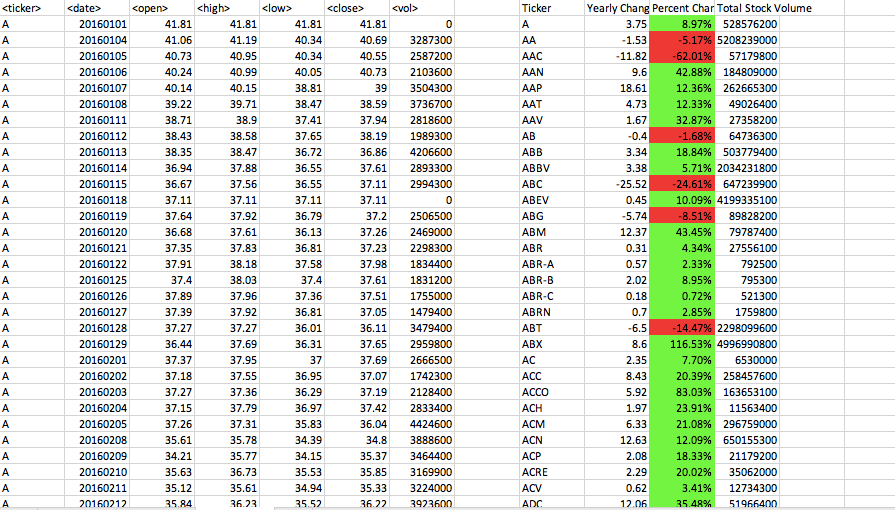 <ticker> <date> <open> <high> <low> <close> <vol> Ticker Yearly Chang Percent Char Total Stock Volume
A 20160101 41.81 41.81 41.81 41.81 0 A 3.75 8.97% 528576200
A 20160104 41.06 41.19 40.34 40.69 3287300 AA -1.53 -5.17% 5208239000
A 20160105 40.73 40.95 40.34 40.55 2587200 AAC -11.82 -62.01% 57179800
A 20160106 40.24 40.99 40.05 40.73 2103600 AAN 9.6 42.88% 184809000
A 20160107 40.14 40.15 38.81 39 3504300 AAP 18.61 12.36% 262665300
A 20160108 39.22 39.71 38.47 38.59 3736700 AAT 4.73 12.33% 49026400
A 20160111 38.71 38.9 37.41 37.94 2818600 AAV 1.67 32.87% 27358200
A 20160112 38.43 38.58 37.65 38.19 1989300 AB -0.4 -1.68% 64736300
A 20160113 38.35 38.47 36.72 36.86 4206600 ABB 3.34 18.84% 503779400
A 20160114 36.94 37.88 36.55 37.61 2893300 ABBV 3.38 5.71% 2034231800
A 20160115 36.67 37.56 36.55 37.11 2994300 ABC -25.52 -24.61% 647239900
A 20160118 37.11 37.11 37.11 37.11 0 ABEV 0.45 10.09% 4199335100
A 20160119 37.64 37.92 36.79 37.2 2506500 ABG -5.74 -8.51% 89828200
A 20160120 36.68 37.61 36.13 37.26 2469000 ABM 12.37 43.45% 79787400
A 20160121 37.35 37.83 36.81 37.23 2298300 ABR 0.31 4.34% 27556100
A 20160122 37.91 38.18 37.58 37.98 1834400 ABR-A 0.57 2.33% 792500
A 20160125 37.4 38.03 37.4 37.61 1831200 ABR-B 2.02 8.95% 795300
A 20160126 37.89 37.96 37.36 37.51 1755000 ABR-C 0.18 0.72% 521300
A 20160127 37.39 37.92 36.81 37.05 1479400 ABRN 0.7 2.85% 1759800
A 20160128 37.27 37.27 36.01 36.11 3479400 ABT -6.5 -14.47% 2298099600
A 20160129 36.44 37.69 36.31 37.65 2959800 ABX 8.6 116.53% 4996990800
A 20160201 37.37 37.95 37 37.69 2666500 AC 2.35 7.70% 6530000
A 20160202 37.18 37.55 36.95 37.07 1742300 ACC 8.43 20.39% 258457600
A 20160203 37.27 37.36 36.29 37.19 2128400 ACCO 5.92 83.03% 163653100
A 20160204 37.15 37.79 36.97 37.42 2833400 ACH 1.97 23.91% 11563400
A 20160205 37.26 37.31 35.83 36.04 4424600 ACM 6.33 21.08% 296759000
A 20160208 35.61 35.78 34.39 34.8 3888600 ACN 12.63 12.09% 650155300
A 20160209 34.21 35.77 34.15 35.37 3464400 ACP 2.08 18.33% 21179200
A 20160210 35.63 36.73 35.53 35.85 3169900 ACRE 2.29 20.02% 35062000
A 20160211 35.12 35.61 34.94 35.33 3224000 ACV 0.62 3.41% 12734300
A 20160212 35.84 36.23 35.52 36.22 3923600 ADC 12.06 35.48% 51966400